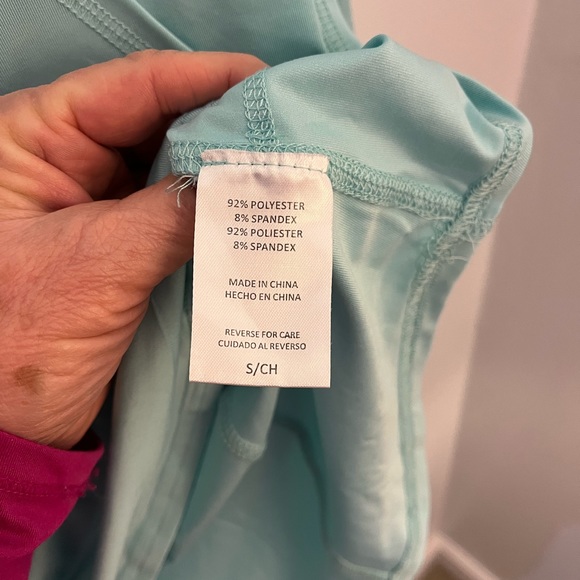 92% POLYESTER
8% SPANDEX
92% POLIESTER
8% SPANDEX
MADE IN CHINA
HECHO EN CHINA
REVERSE FOR CARE
CUIDADO AL REVERSO
S/CH